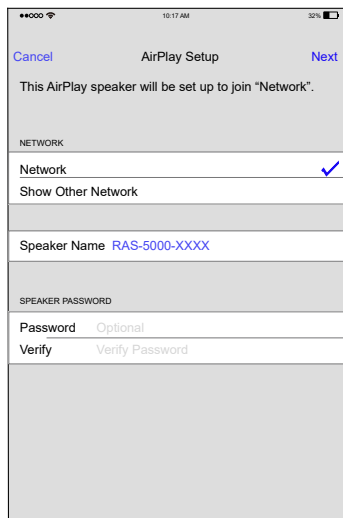 10:17 AM 32%
Cancel AirPlay Setup Next
This AirPlay speaker will be set up to join “Network”.
NETWORK
Network
Show Other Network
Speaker Name RAS-5000-XXXX
SPEAKER PASSWORD
Password Optional
Verify Verify Password